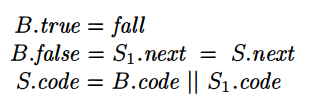 B.true = fall
B.false = S₁.next = S.next
S.code = B.code || S₁.code